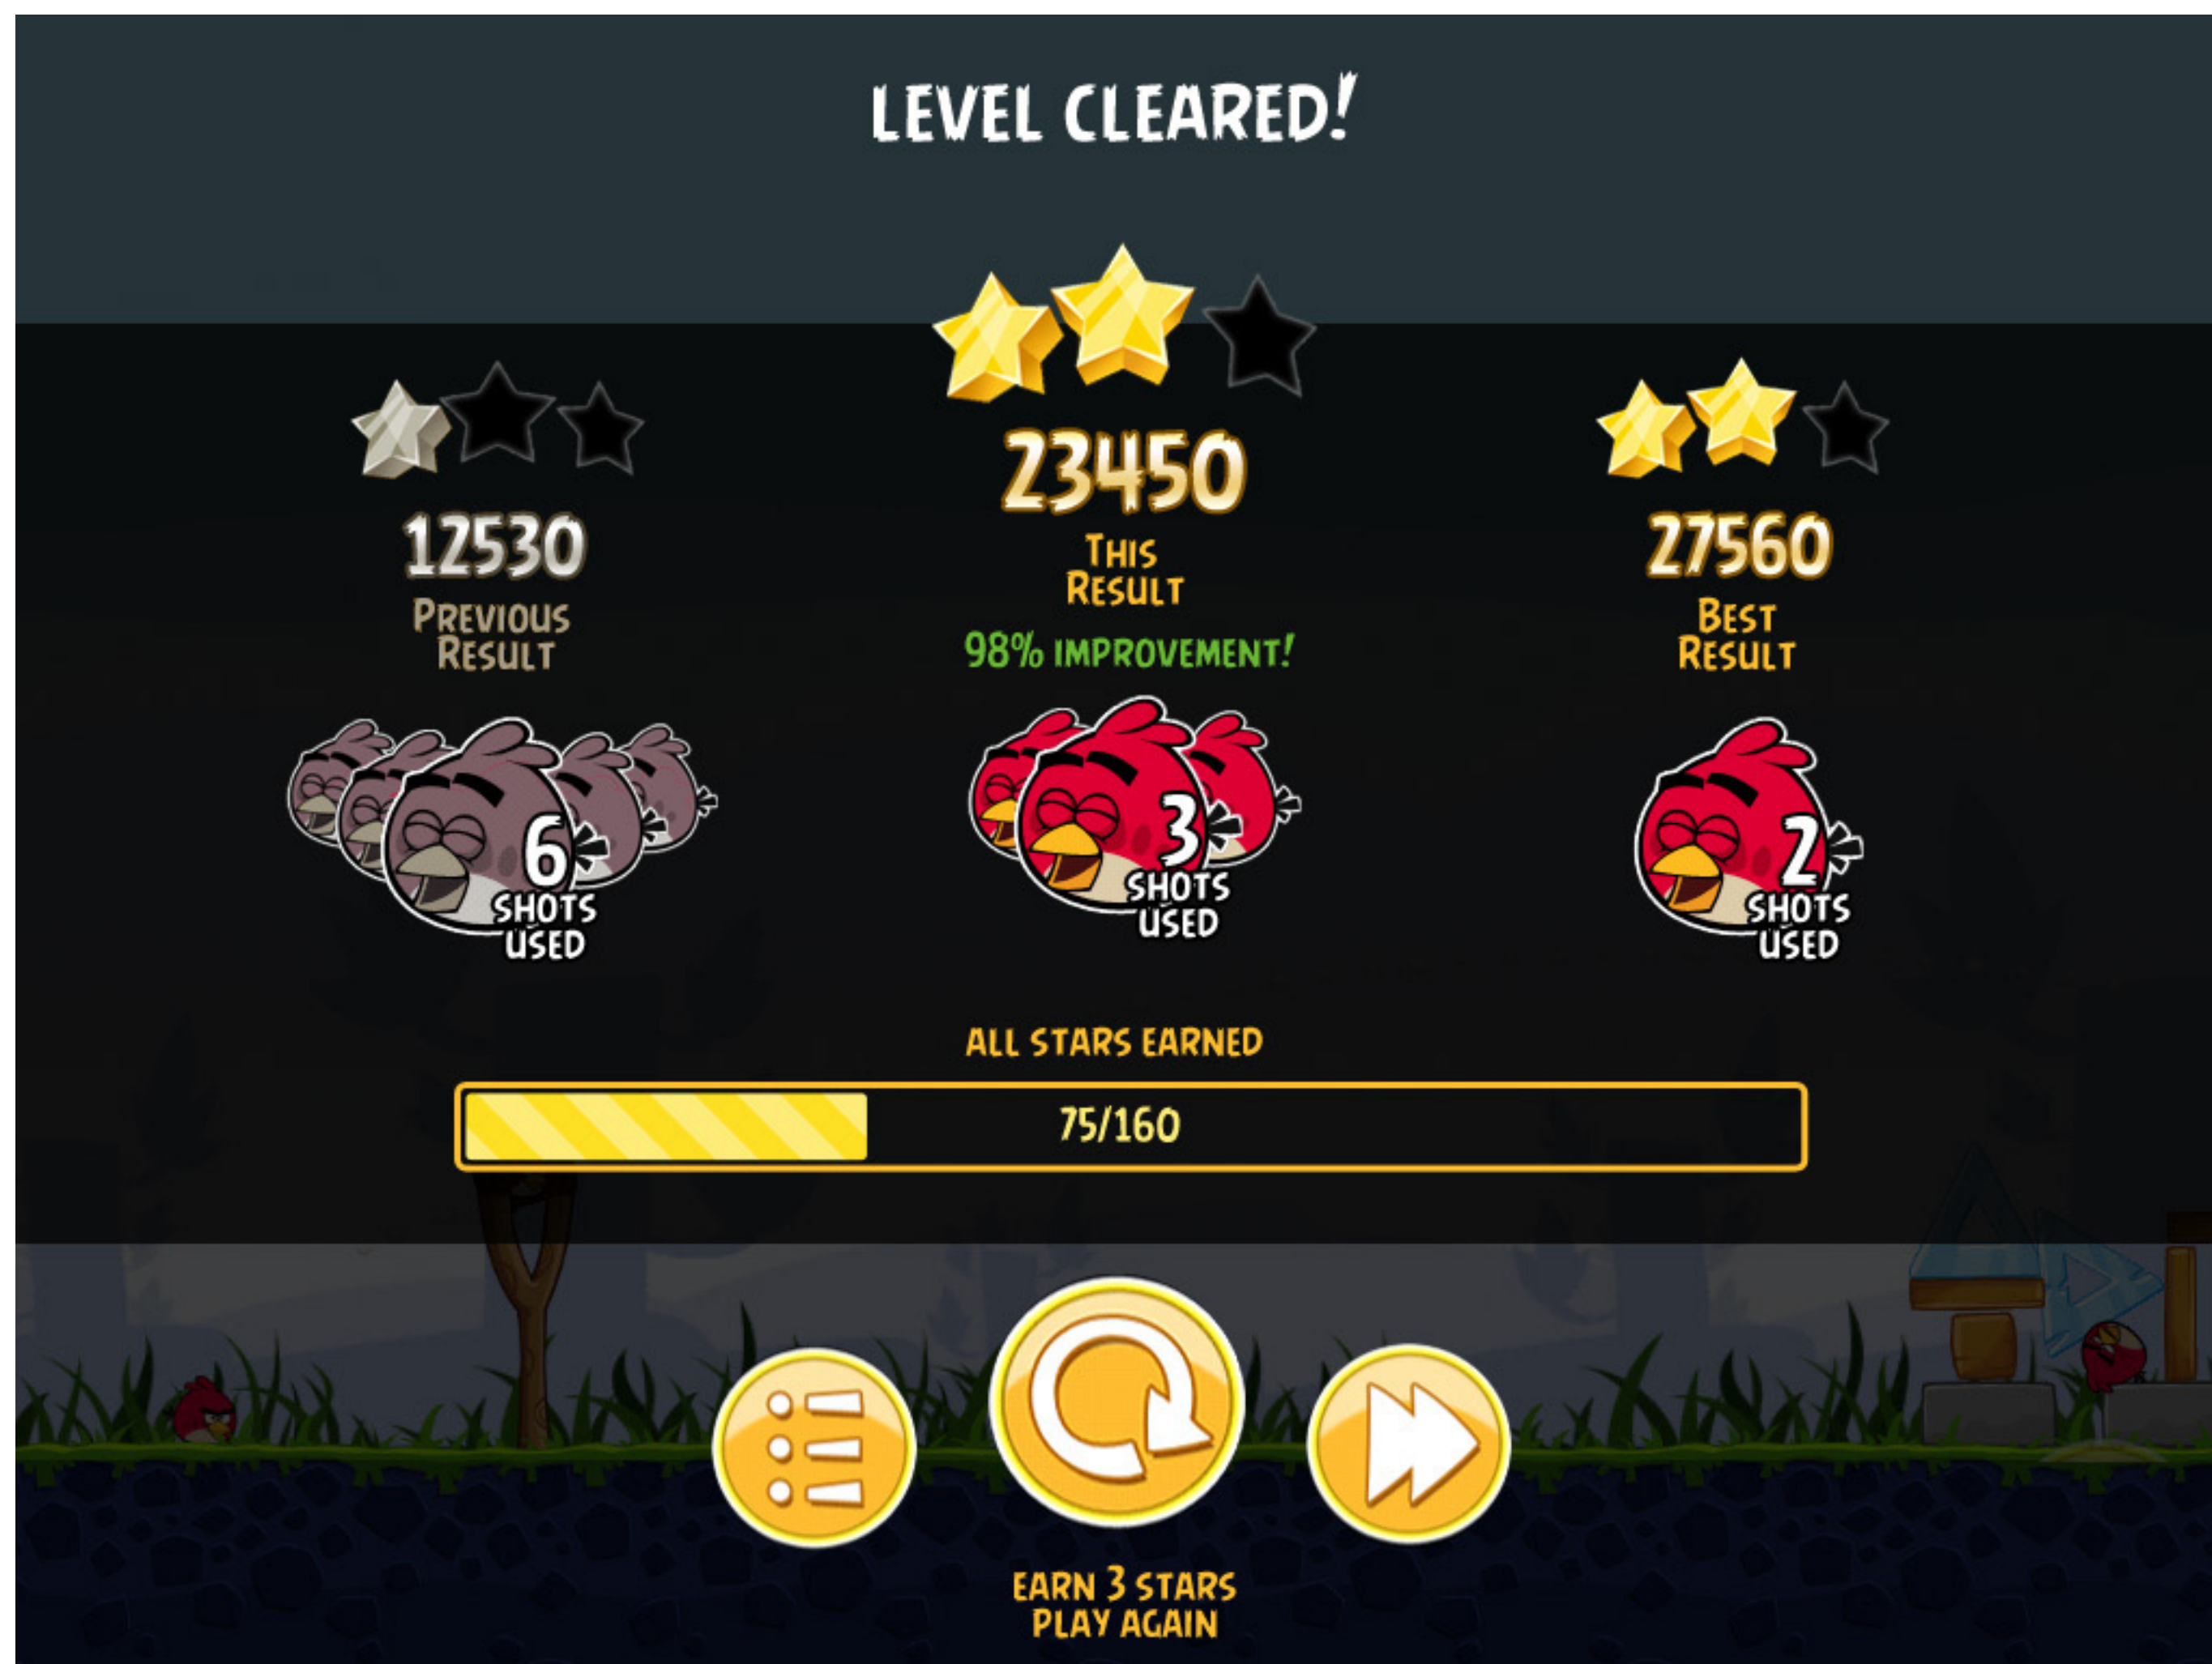 LEVEL CLEARED!
12530
PREVIOUS
RESULT
6
SHOTS
USED
23450
THIS
RESULT
98% IMPROVEMENT!
3
SHOTS
USED
27560
BEST
RESULT
2
SHOTS
USED
ALL STARS EARNED
75/160
EARN 3 STARS
PLAY AGAIN